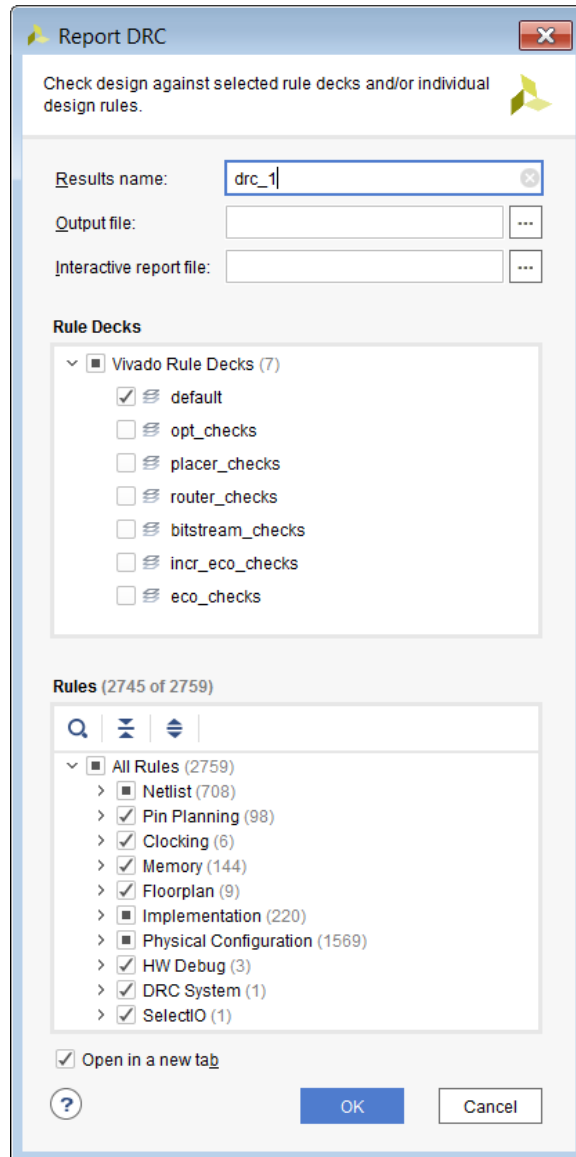 Report DRC
Check design against selected rule decks and/or individual
design rules.
Results name: drc_1
Output file: ...
Interactive report file: ...
Rule Decks
Vivado Rule Decks (7)
default
opt_checks
placer_checks
router_checks
bitstream_checks
incr_eco_checks
eco_checks
Rules (2745 of 2759)
All Rules (2759)
Netlist (708)
Pin Planning (98)
Clocking (6)
Memory (144)
Floorplan (9)
Implementation (220)
Physical Configuration (1569)
HW Debug (3)
DRC System (1)
SelectIO (1)
Open in a new tab
? OK Cancel